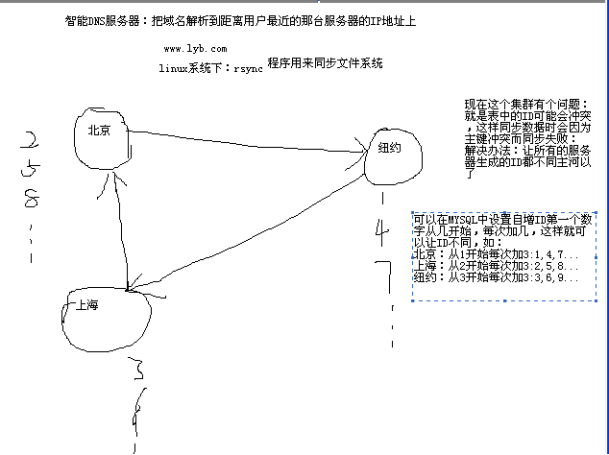 智能DNS服务器：把域名解析到距离用户最近的那台服务器的IP地址上
www.lyb.com
linux系统下：rsync 程序用来同步文件系统
现在这个集群有个问题：
就是表中的ID可能会冲突
，这样同步数据时会因为
主键冲突而同步失败：
解决办法：让所有的服务
器生成的ID都不同主河以
了
北京
纽约
2
5
8
1
4
7
可以在MYSQL中设置自增ID第一个数
字从几开始，每次加几，这样就可
以让ID不同，如：
北京：从1开始每次加3:1,4,7...
上海：从2开始每次加3:2,5,8...
纽约：从3开始每次加3:3,6,9...
上海
3
6